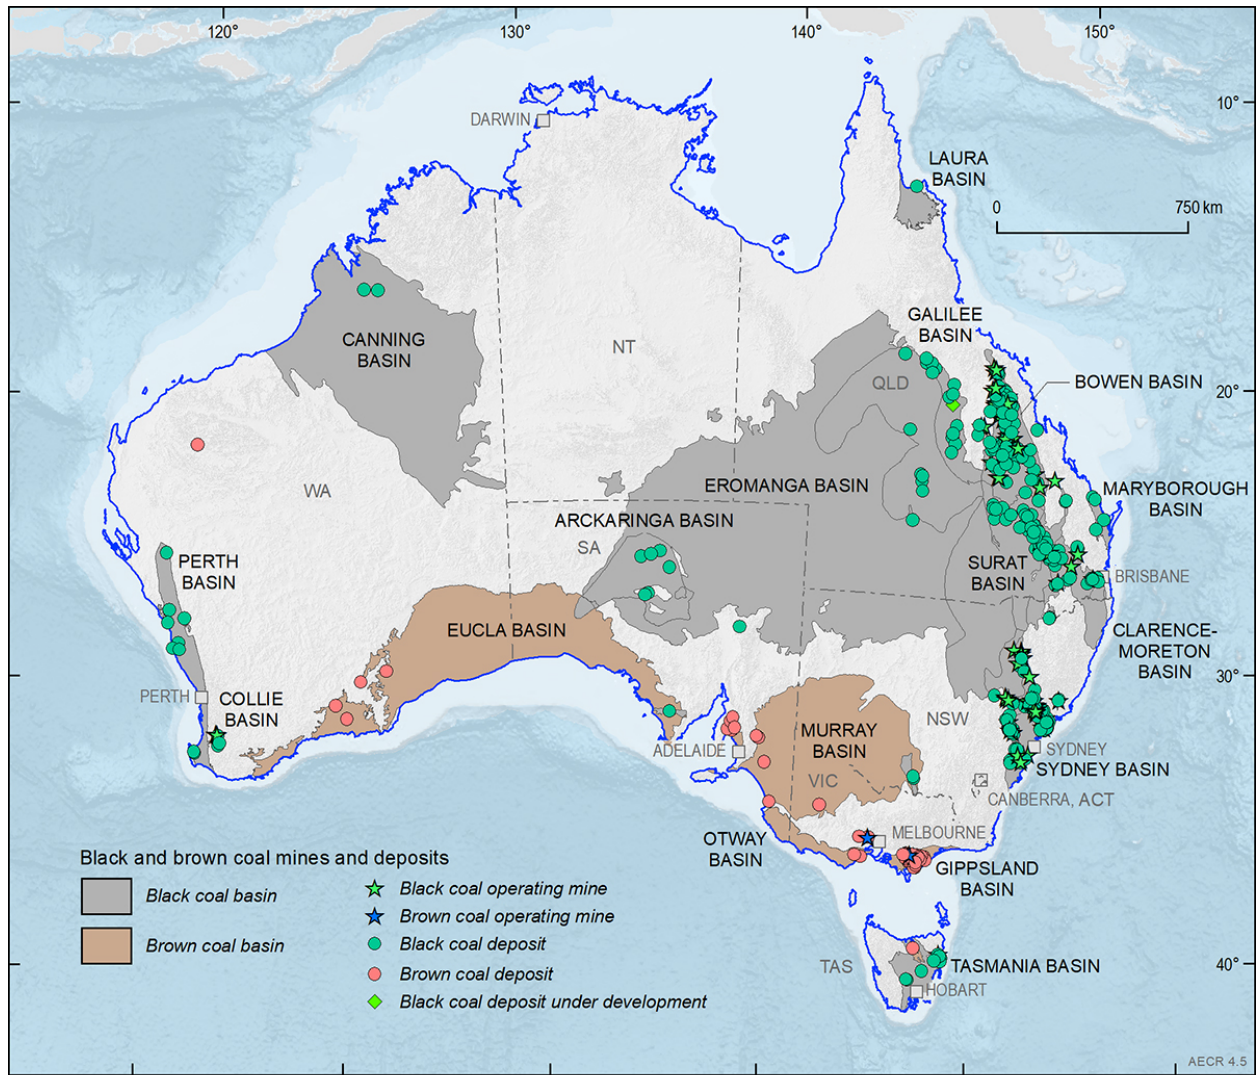 120°
130°
140°
150°
10°
DARWIN
LAURA
BASIN
0
750 km
GALILEE
BASIN
CANNING
BASIN
NT
QLD
BOWEN BASIN
20°
WA
EROMANGA BASIN
MARYBOROUGH
BASIN
ARCKARINGA BASIN
SA
PERTH
BASIN
SURAT
BASIN
BRISBANE
EUCLA BASIN
CLARENCE-
MORETON
BASIN
30°
PERTH
COLLIE
BASIN
MURRAY
BASIN
NSW
ADELAIDE
SYDNEY
SYDNEY BASIN
VIC
CANBERRA, ACT
OTWAY
BASIN
MELBOURNE
GIPPSLAND
BASIN
Black and brown coal mines and deposits
Black coal basin
Brown coal basin
Black coal operating mine
Brown coal operating mine
Black coal deposit
Brown coal deposit
Black coal deposit under development
TAS
TASMANIA BASIN
40°
HOBART
AECR 4.5